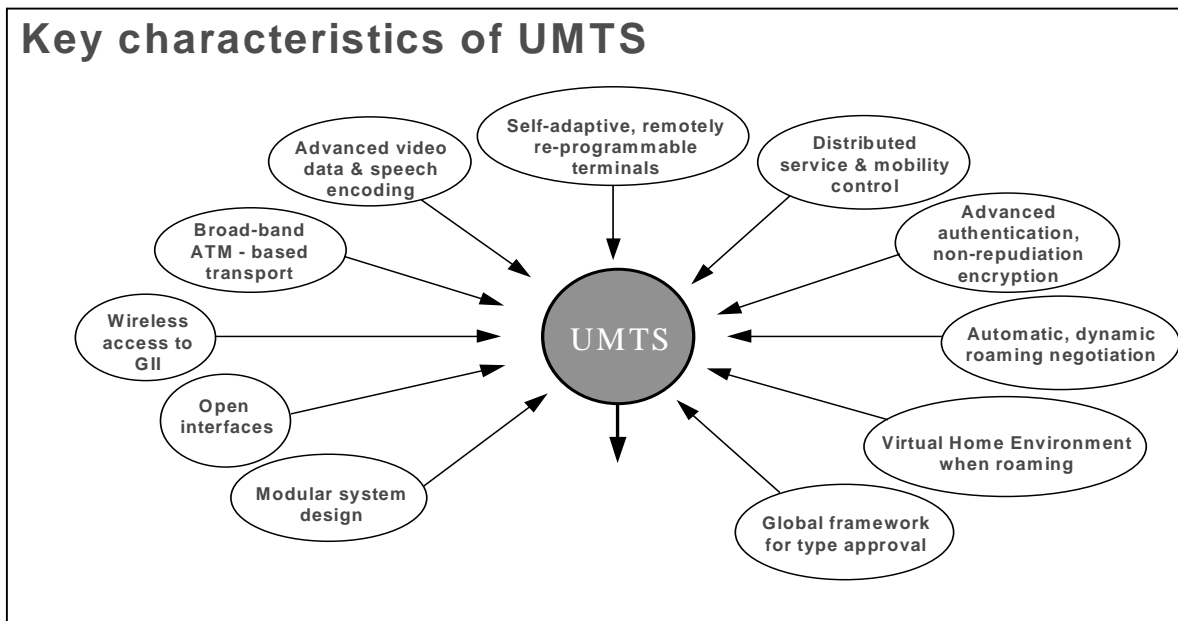 Key characteristics of UMTS
Self-adaptive, remotely
re-programmable
terminals
Advanced video
data & speech
encoding
Distributed
service & mobility
control
Broad-band
ATM - based
transport
Advanced
authentication,
non-repudiation
encryption
Wireless
access to
GII
UMTS
Automatic, dynamic
roaming negotiation
Open
interfaces
Virtual Home Environment
when roaming
Modular system
design
Global framework
for type approval